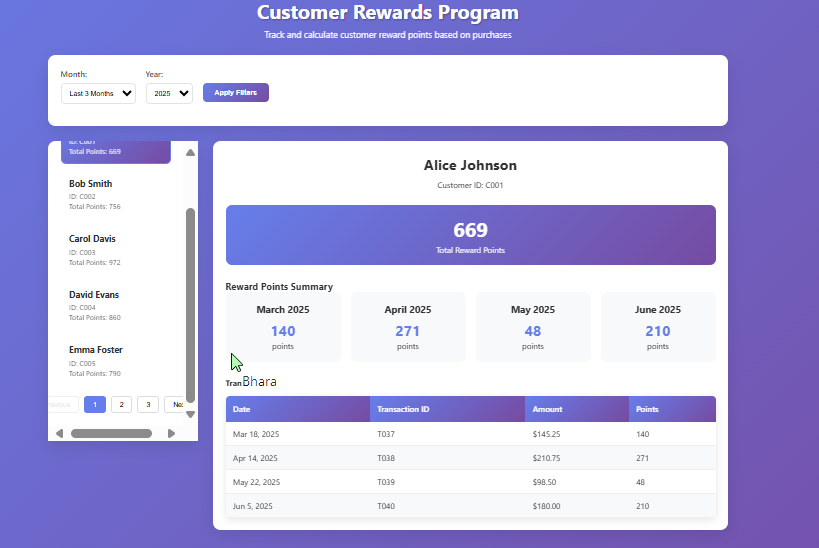 Customer Rewards Program
Track and calculate customer reward points based on purchases
Month: Year:
Last 3 Months 2025 Apply Filters
ID: C001
Total Points: 669
Bob Smith
ID: C002
Total Points: 756
Carol Davis
ID: C003
Total Points: 972
David Evans
ID: C004
Total Points: 860
Emma Foster
ID: C005
Total Points: 790
1 2 3
Alice Johnson
Customer ID: C001
669
Total Reward Points
Reward Points Summary
March 2025 April 2025 May 2025 June 2025
140 271 48 210
points points points points
Tran Bhara
Date Transaction ID Amount Points
Mar 18, 2025 T037 $145.25 140
Apr 14, 2025 T038 $210.75 271
May 22, 2025 T039 $98.50 48
Jun 5, 2025 T040 $180.00 210